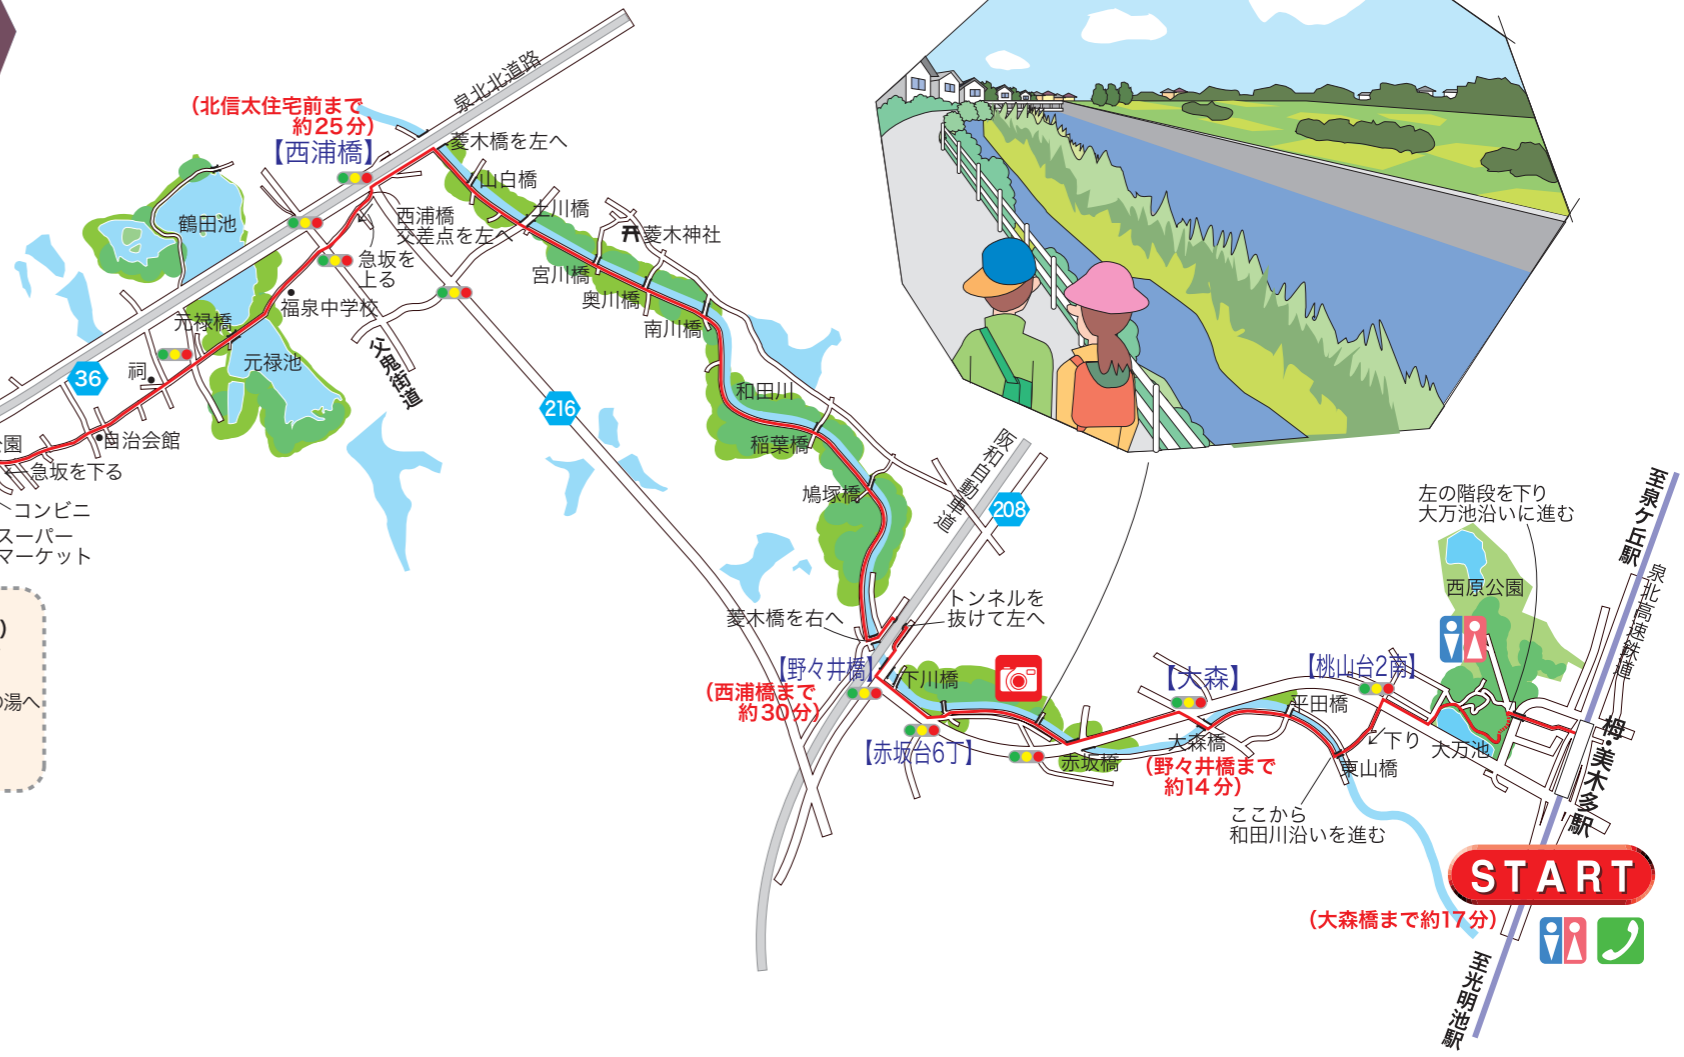 泉北北道路
(北信太住宅前まで
約25分)
【西浦橋】
菱木橋を左へ
山白橋
鶴田池
西浦橋
交差点を左へ
土川橋
菱木神社
急坂を
上る
宮川橋
奥川橋
福泉中学校
南川橋
元禄橋
元禄池
父鬼街道
祠
36
和田川
216
自治会館
稲葉橋
公園
急坂を下る
阪和自動車道
208
鳩塚橋
コンビニ
スーパー
マーケット
左の階段を下り
大万池沿いに進む
至泉ケ丘駅
泉北高速鉄道
西原公園
トンネルを
抜けて左へ
菱木橋を右へ
)
の湯へ
【野々井橋】
(西浦橋まで
約30分)
下川橋
【大森】
【桃山台2南】
平田橋
【赤坂台6丁】
赤坂橋
大森橋
(野々井橋まで
約14分)
下り
大万池
東山橋
栂・美木多駅
ここから
和田川沿いを進む
START
(大森橋まで約17分)
至光明池駅